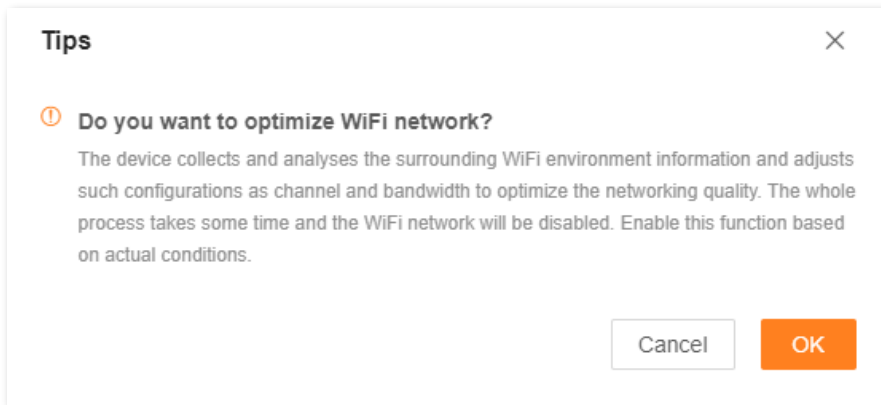 Tips
Do you want to optimize WiFi network?
The device collects and analyses the surrounding WiFi environment information and adjusts
such configurations as channel and bandwidth to optimize the networking quality. The whole
process takes some time and the WiFi network will be disabled. Enable this function based
on actual conditions.
Cancel
OK